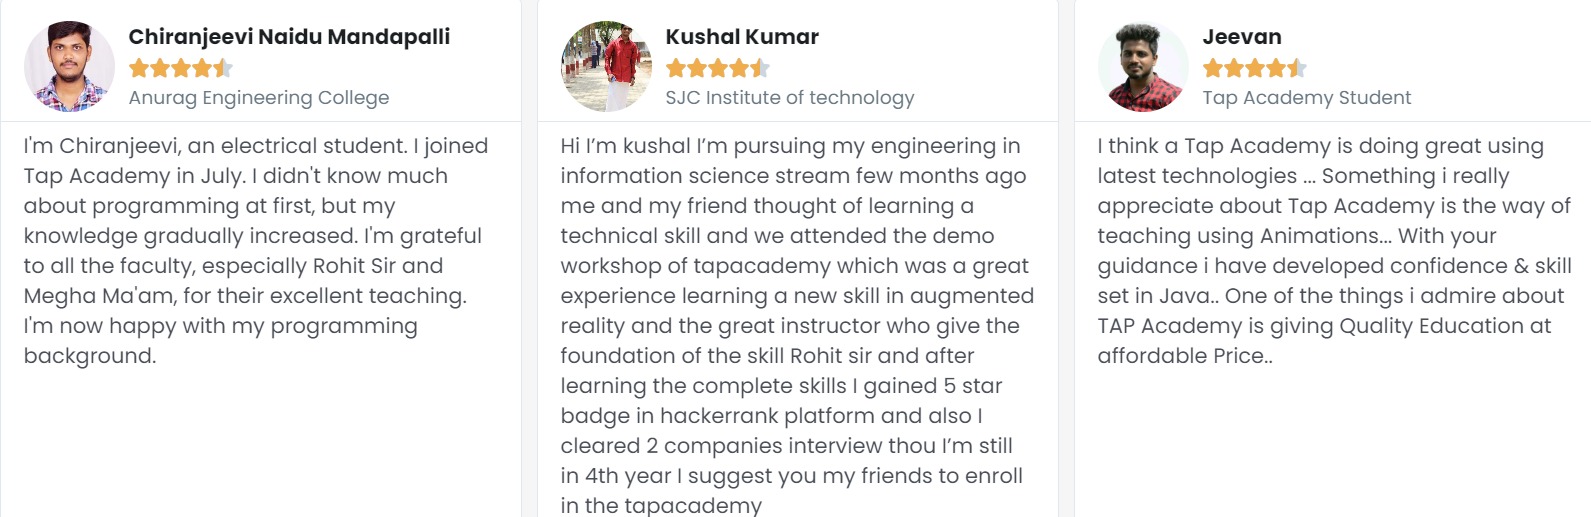 Chiranjeevi Naidu Mandapalli
Anurag Engineering College
I'm Chiranjeevi, an electrical student. I joined
Tap Academy in July. I didn't know much
about programming at first, but my
knowledge gradually increased. I'm grateful
to all the faculty, especially Rohit Sir and
Megha Ma'am, for their excellent teaching.
I'm now happy with my programming
background.
Kushal Kumar
SJC Institute of technology
Hi I’m kushal I’m pursuing my engineering in
information science stream few months ago
me and my friend thought of learning a
technical skill and we attended the demo
workshop of tapacademy which was a great
experience learning a new skill in augmented
reality and the great instructor who give the
foundation of the skill Rohit sir and after
learning the complete skills I gained 5 star
badge in hackerrank platform and also I
cleared 2 companies interview thou I’m still
in 4th year I suggest you my friends to enroll
in the tapacademy
Jeevan
Tap Academy Student
I think a Tap Academy is doing great using
latest technologies ... Something i really
appreciate about Tap Academy is the way of
teaching using Animations... With your
guidance i have developed confidence & skill
set in Java.. One of the things i admire about
TAP Academy is giving Quality Education at
affordable Price..